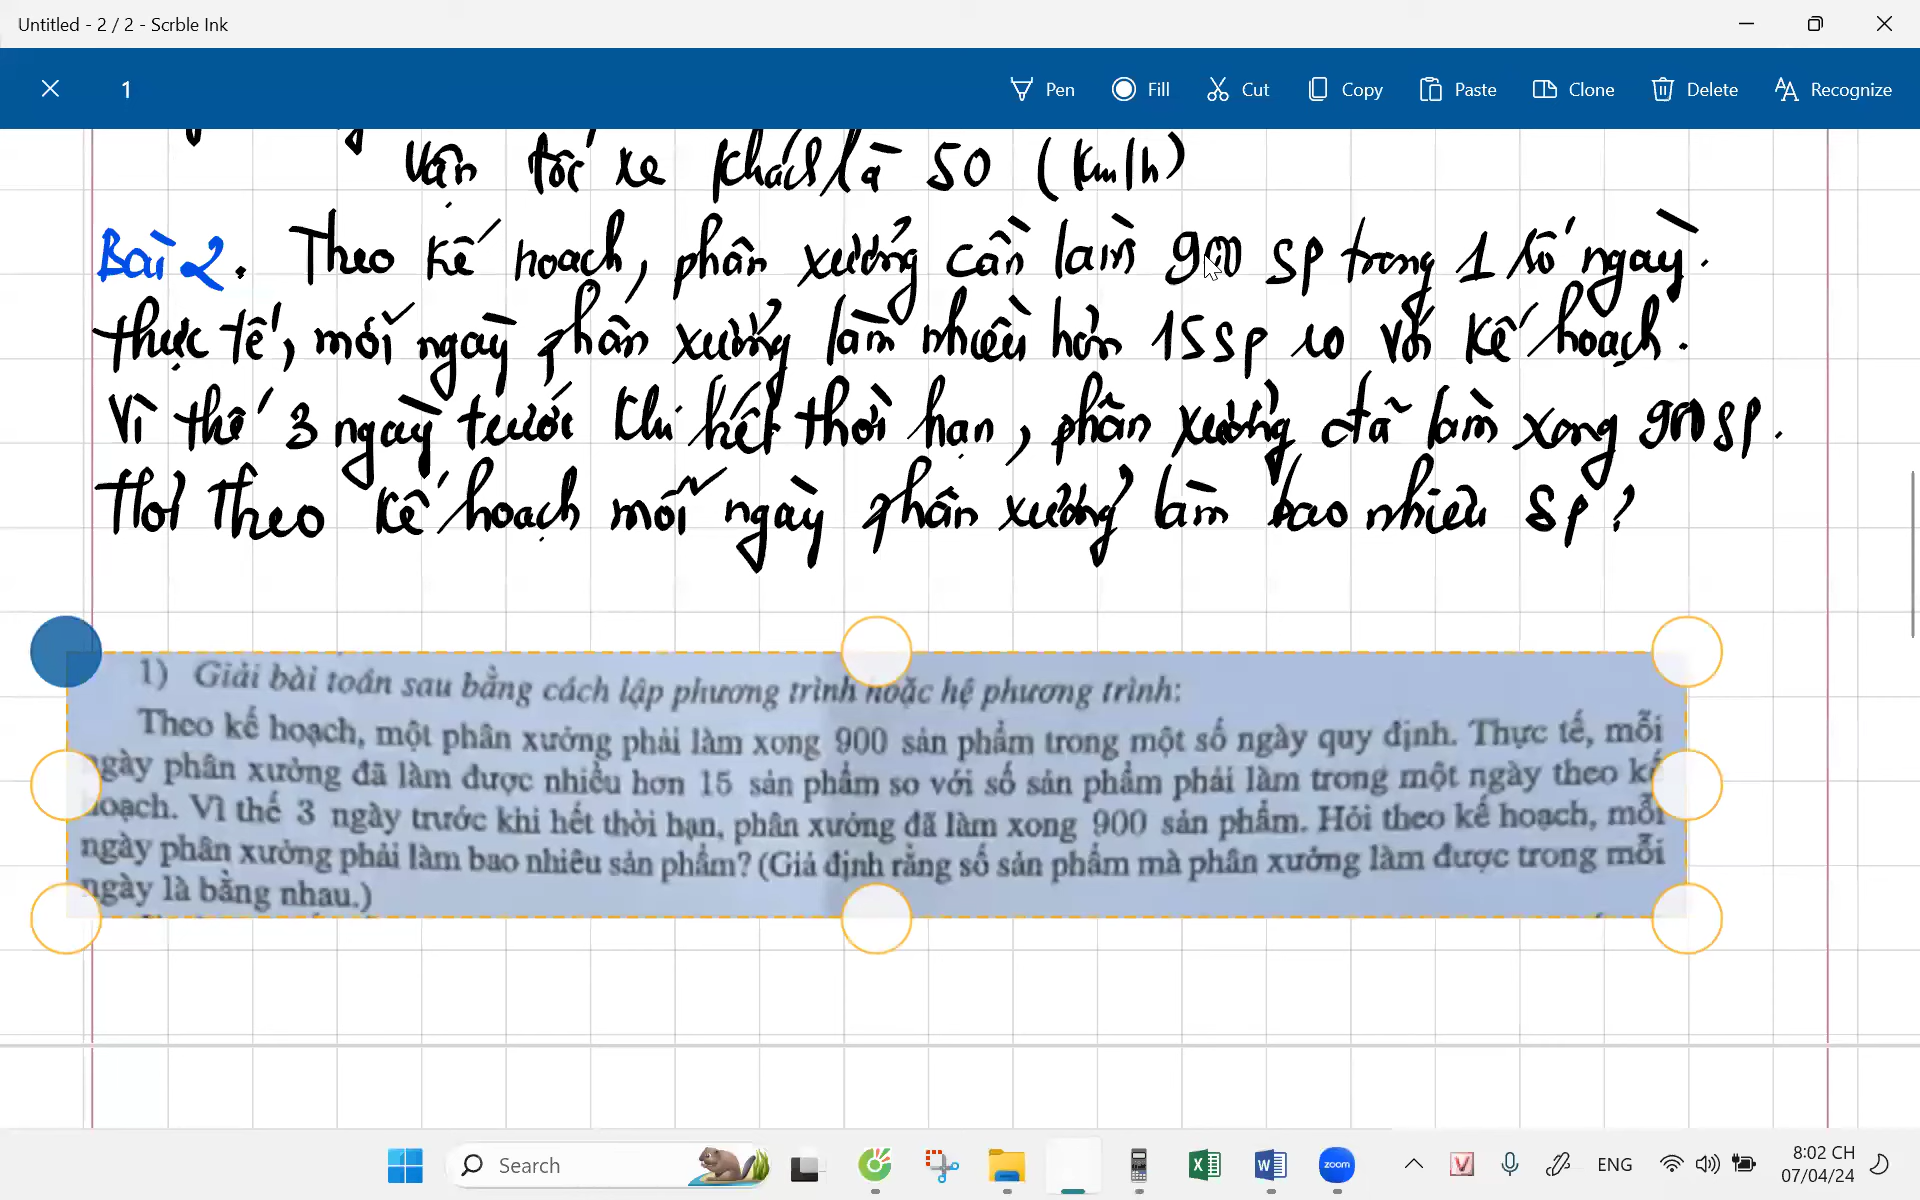 Untitled - 2 / 2 - Scrble Ink
1 Pen Fill Cut Copy Paste Clone Delete Recognize
Vận tốc xe khách là 50 (km/h)
Bài 2. Theo kế hoạch, phân xưởng cần làm 900 sp trong 1 số ngày.
thực tế, mỗi ngày phân xưởng làm nhiều hơn 15 sp so với kế hoạch.
Vì thế 3 ngày trước khi hết thời hạn, phân xưởng đã làm xong 900 sp.
Hỏi Theo kế hoạch mỗi ngày phân xưởng làm bao nhiêu sp?
1) Giải bài toán sau bằng cách lập phương trình hoặc hệ phương trình:
Theo kế hoạch, một phân xưởng phải làm xong 900 sản phẩm trong một số ngày quy định. Thực tế, mỗi
ngày phân xưởng đã làm được nhiều hơn 15 sản phẩm so với số sản phẩm phải làm trong một ngày theo kế
hoạch. Vì thế 3 ngày trước khi hết thời hạn, phân xưởng đã làm xong 900 sản phẩm. Hỏi theo kế hoạch, mỗi
ngày phân xưởng phải làm bao nhiêu sản phẩm? (Giả định rằng số sản phẩm mà phân xưởng làm được trong mỗi
ngày là bằng nhau.)
Search zoom ENG 8:02 CH
07/04/24